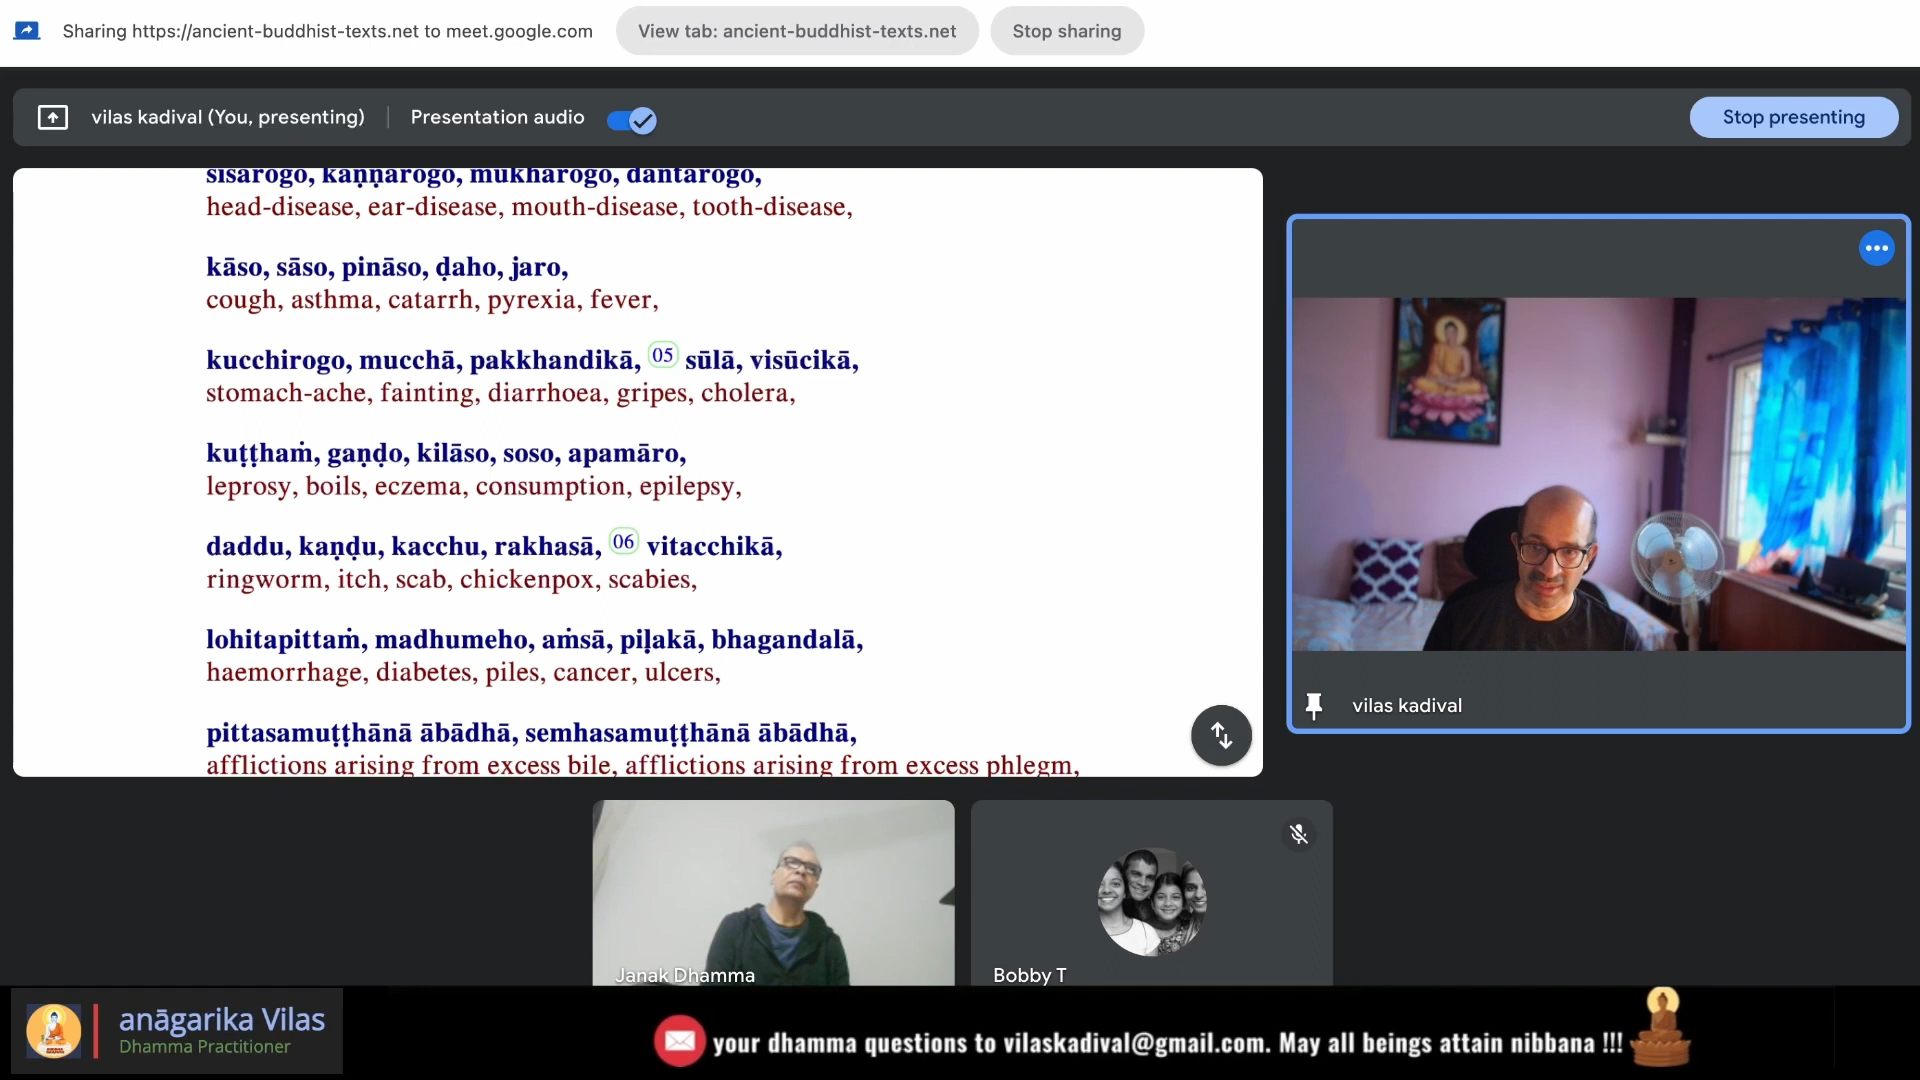 Sharing https://ancient-buddhist-texts.net to meet.google.com
View tab: ancient-buddhist-texts.net
Stop sharing
vilas kadival (You, presenting)
Presentation audio
Stop presenting
sīsarogo, kaṇṇarogo, mukharogo, dantarogo,
head-disease, ear-disease, mouth-disease, tooth-disease,
kāso, sāso, pināso, ḍaho, jaro,
cough, asthma, catarrh, pyrexia, fever,
kucchirogo, mucchā, pakkhandikā, 05 sūlā, visūcikā,
stomach-ache, fainting, diarrhoea, gripes, cholera,
kuṭṭhaṁ, gaṇḍo, kilāso, soso, apamāro,
leprosy, boils, eczema, consumption, epilepsy,
daddu, kaṇḍu, kacchu, rakhasā, 06 vitacchikā,
ringworm, itch, scab, chickenpox, scabies,
lohitapittaṁ, madhumeho, aṁsā, piḷakā, bhagandalā,
haemorrhage, diabetes, piles, cancer, ulcers,
pittasamuṭṭhānā ābādhā, semhasamuṭṭhānā ābādhā,
afflictions arising from excess bile, afflictions arising from excess phlegm,
vilas kadival
Janak Dhamma
Bobby T
anāgarika Vilas
Dhamma Practitioner
your dhamma questions to vilaskadival@gmail.com. May all beings attain nibbana !!!